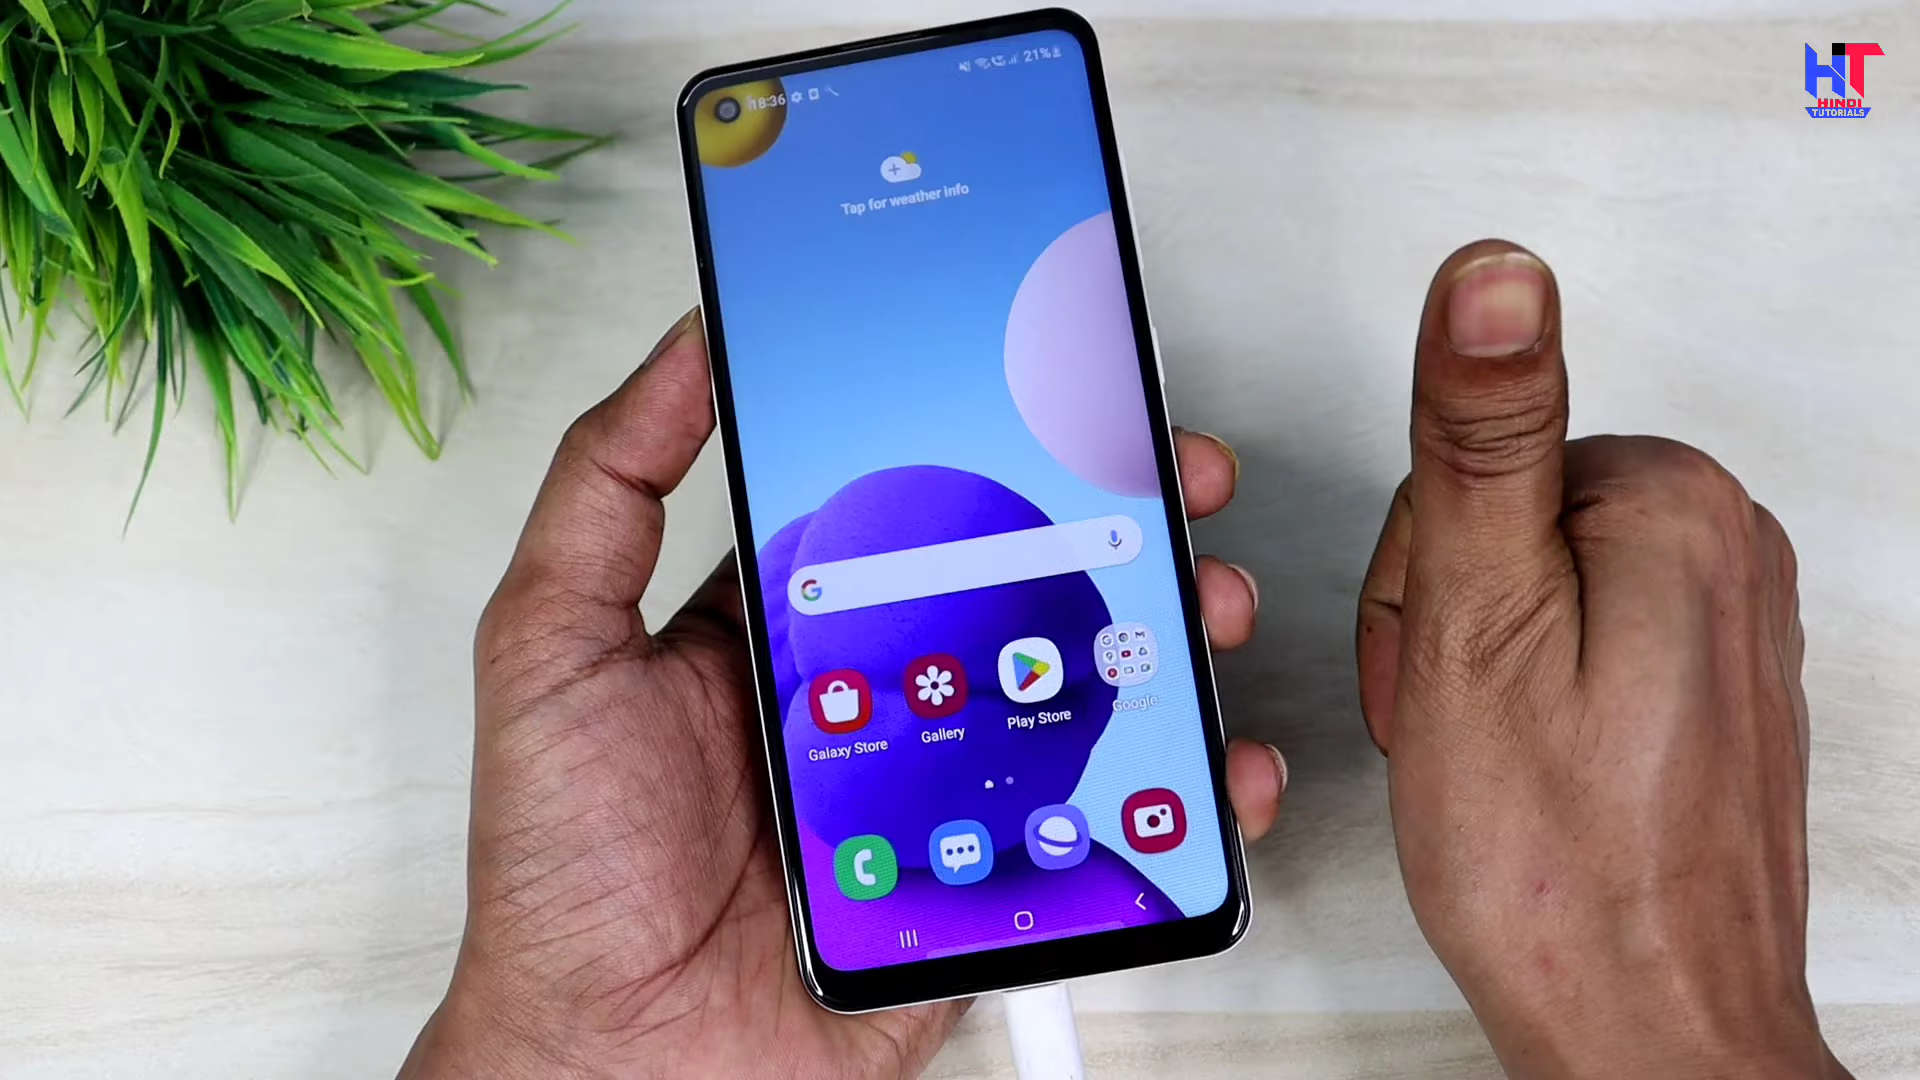 HT
HINDI
TUTORIALS
18:36
21%
Tap for weather info
Galaxy Store
Gallery
Play Store
Google